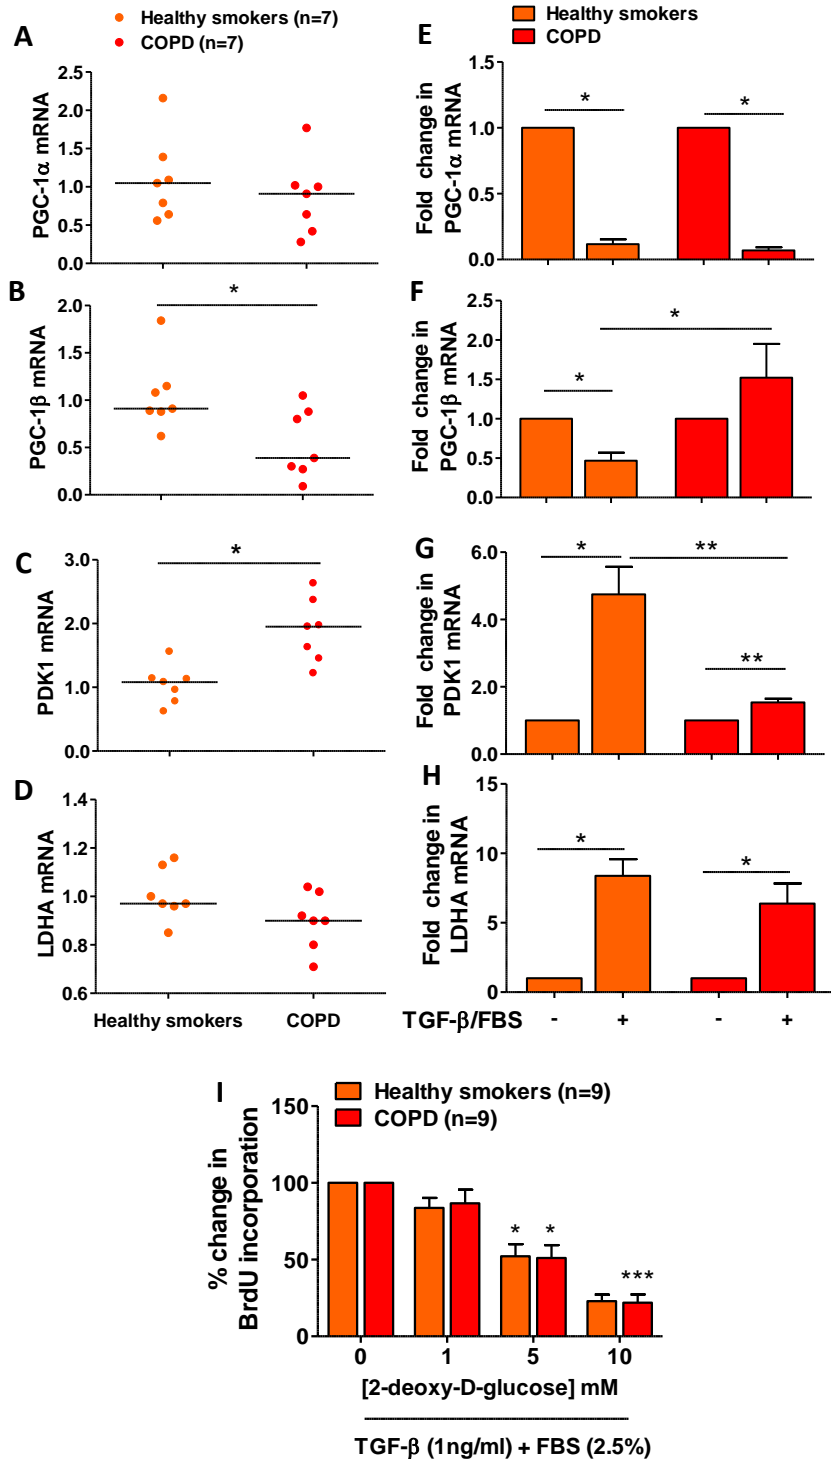 A
Healthy smokers (n=7)
COPD (n=7)
PGC-1α mRNA
2.5
2.0
1.5
1.0
0.5
0.0
B
PGC-1β mRNA
2.0
1.5
1.0
0.5
0.0
*
C
PDK1 mRNA
3.0
2.0
1.0
0.0
*
D
LDHA mRNA
1.4
1.2
1.0
0.8
0.6
Healthy smokers COPD
E
Healthy smokers
COPD
Fold change in
PGC-1α mRNA
1.5
1.0
0.5
0.0
* *
F
Fold change in
PGC-1β mRNA
2.5
2.0
1.5
1.0
0.5
0.0
* *
G
Fold change in
PDK1 mRNA
6.0
4.0
2.0
0.0
* **
**
H
Fold change in
LDHA mRNA
15
10
5
0
* *
TGF-β/FBS - + - +
I
Healthy smokers (n=9)
COPD (n=9)
% change in
BrdU incorporation
150
100
50
0
* * ***
0 1 5 10
[2-deoxy-D-glucose] mM
TGF-β (1ng/ml) + FBS (2.5%)